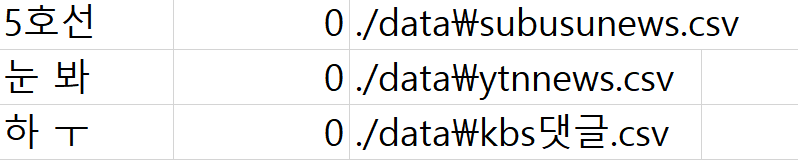 5호선 0 ./data₩subusunews.csv
눈 봐 0 ./data₩ytnnews.csv
하 ㅜ 0 ./data₩kbs댓글.csv